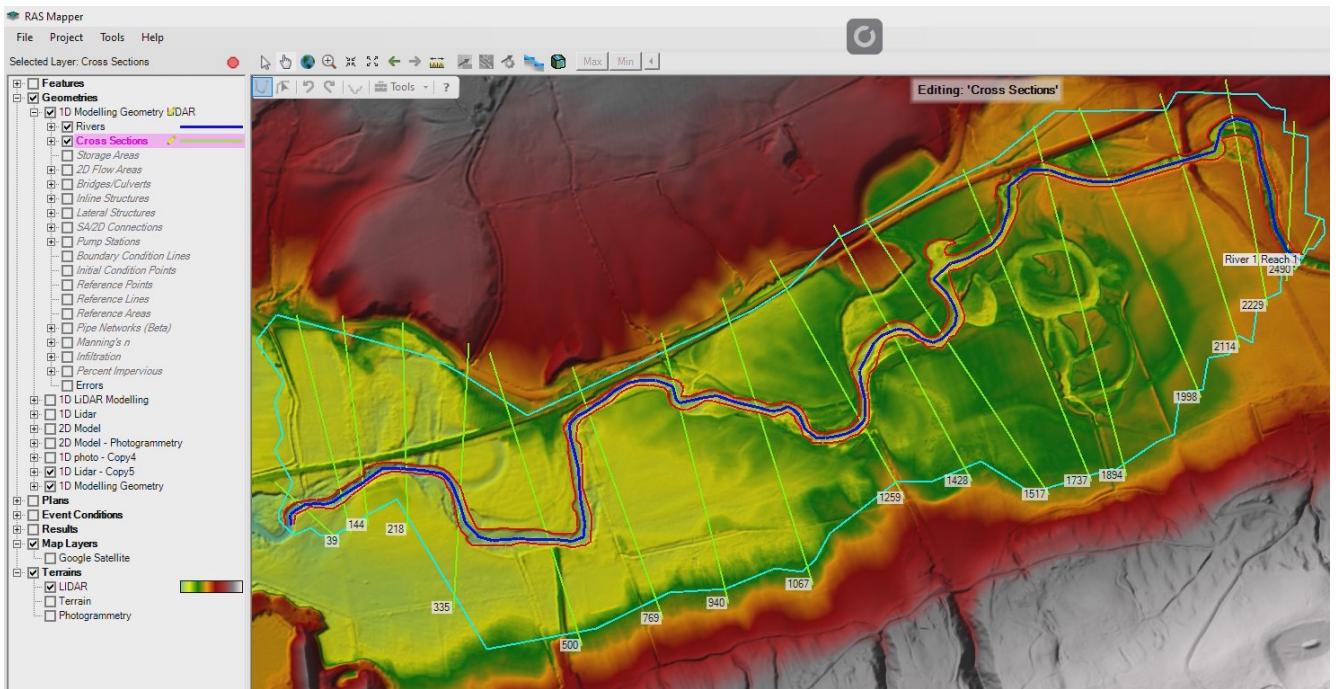 RAS Mapper
File Project Tools Help
Selected Layer: Cross Sections
Max Min
Tools ?
Editing: 'Cross Sections'
Features
Geometries
1D Modelling Geometry LiDAR
Rivers
Cross Sections
Storage Areas
2D Flow Areas
Bridges/Culverts
Inline Structures
Lateral Structures
SA/2D Connections
Pump Stations
Boundary Condition Lines
Initial Condition Points
Reference Points
Reference Lines
Reference Areas
Pipe Networks (Beta)
Manning's n
Infiltration
Percent Impervious
Errors
1D LiDAR Modelling
1D Lidar
2D Model
2D Model - Photogrammetry
1D photo - Copy4
1D Lidar - Copy5
1D Modelling Geometry
Plans
Event Conditions
Results
Map Layers
Google Satellite
Terrains
LIDAR
Terrain
Photogrammetry
River 1 Reach 1
2490
2229
2114
1998
1894
1737
1517
1428
1259
1067
940
769
500
335
218
144
39